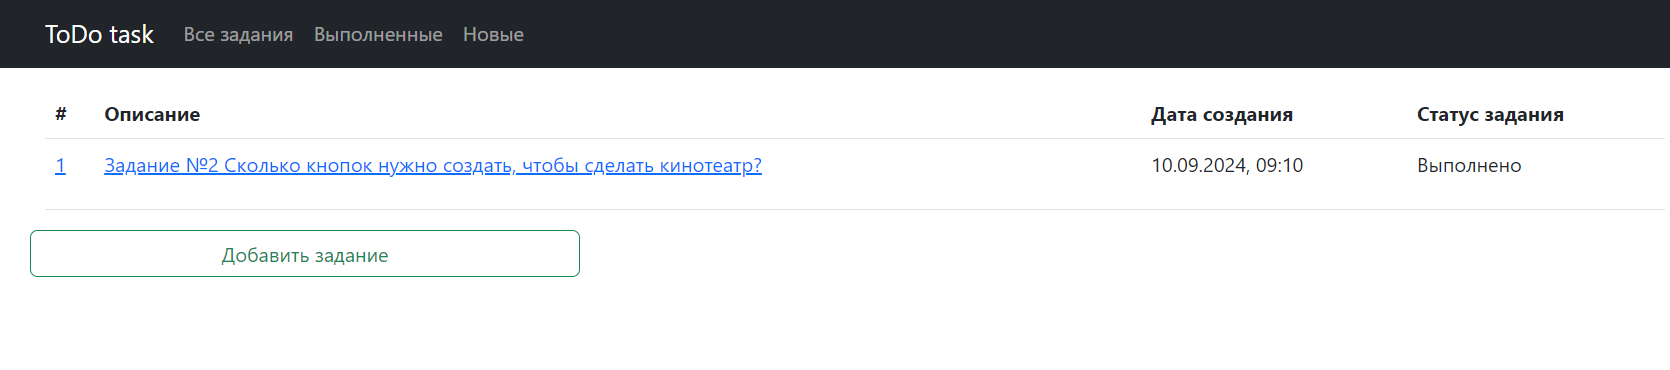 ToDo task Все задания Выполненные Новые
# Описание Дата создания Статус задания
1 Задание №2 Сколько кнопок нужно создать, чтобы сделать кинотеатр? 10.09.2024, 09:10 Выполнено
Добавить задание